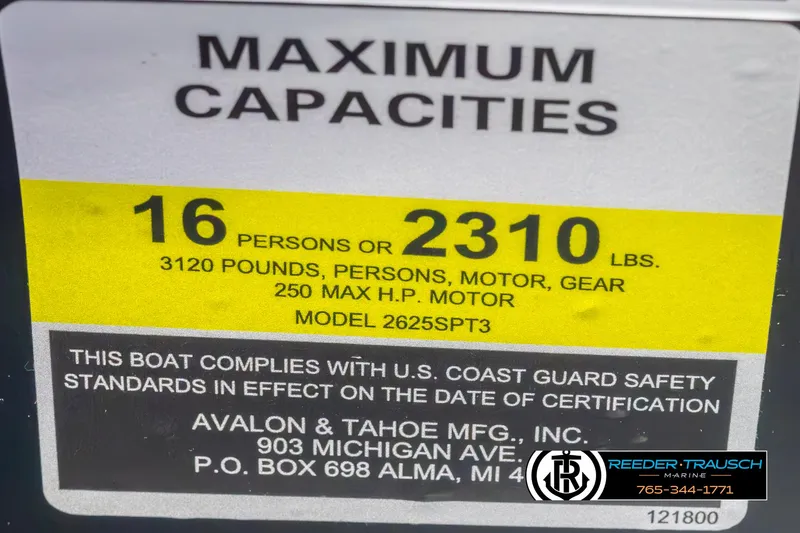 MAXIMUM
CAPACITIES
16 PERSONS OR 2310 LBS.
3120 POUNDS, PERSONS, MOTOR, GEAR
250 MAX H.P. MOTOR
MODEL 2625SPT3
THIS BOAT COMPLIES WITH U.S. COAST GUARD SAFETY
STANDARDS IN EFFECT ON THE DATE OF CERTIFICATION
AVALON & TAHOE MFG., INC.
903 MICHIGAN AVE.
P.O. BOX 698 ALMA, MI 4
REEDER·TRAUSCH
MARINE
765-344-1771
121800